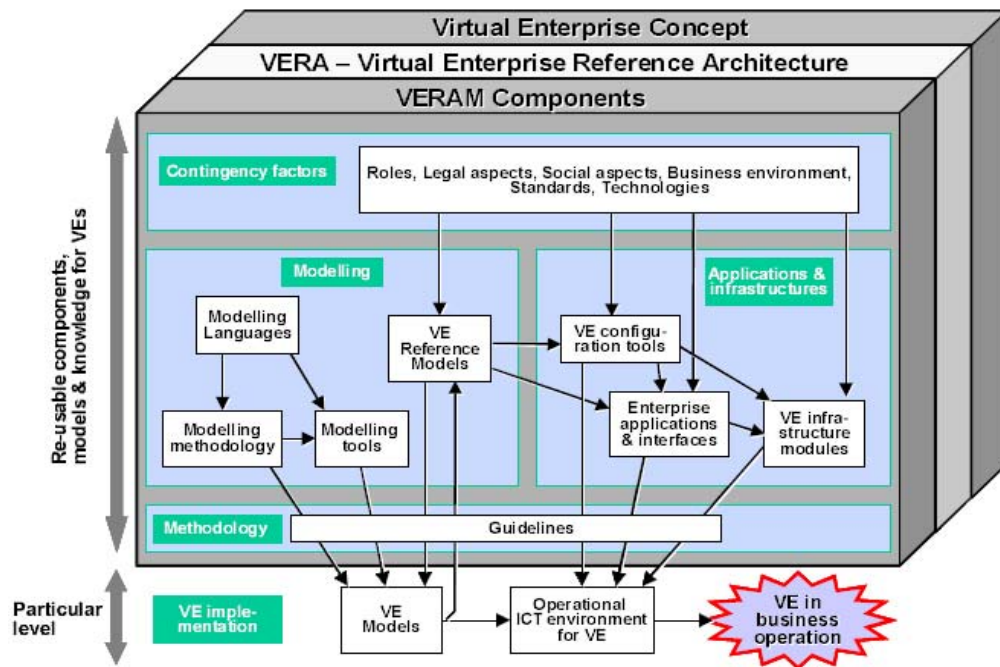 Virtual Enterprise Concept
VERA – Virtual Enterprise Reference Architecture
VERAM Components
Re-usable components,
models & knowledge for VEs
Contingency factors
Roles, Legal aspects, Social aspects, Business environment,
Standards, Technologies
Modelling
Applications &
infrastructures
Modelling
Languages
VE
Reference
Models
VE configu-
ration tools
Modelling
methodology
Modelling
tools
Enterprise
applications
& interfaces
VE infra-
structure
modules
Methodology
Guidelines
Particular
level
VE imple-
mentation
VE
Models
Operational
ICT environment
for VE
VE in
business
operation